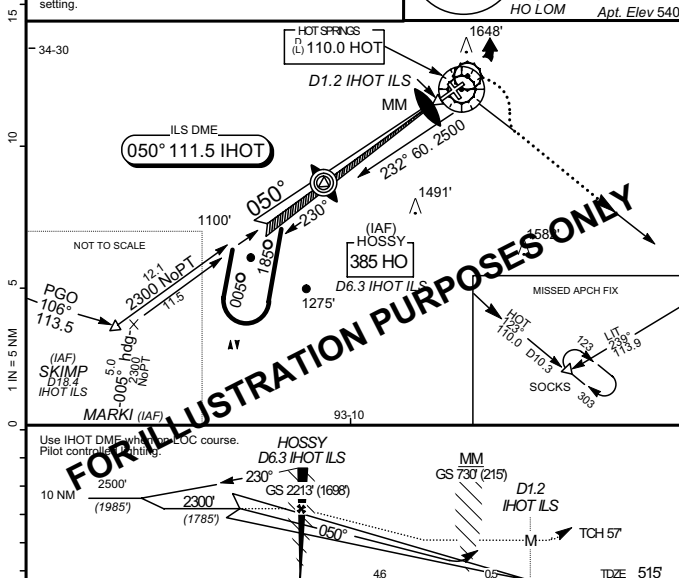 setting.
HO LOM
Apt. Elev 540
15
34-30
HOT SPRINGS
n
(L) 110.0 HOT
1648'
D1.2 IHOT ILS
MM
ILS DME
050° 111.5 IHOT
10
232° 60. 2500
050°
230°
1491'
1100'
(IAF)
HOSSY
385 HO
D6.3 IHOT ILS
1582'
NOT TO SCALE
185°
005°
1275'
12.1
2300 NoPT
11.5
PGO
106°
113.5
5
MISSED APCH FIX
HOT
123°
110.0
D10.3
LIT
239°
113.9
123
303
SOCKS
(IAF)
SKIMP
D18.4
IHOT ILS
5.0
-005° hdg-
2300
NoPT
MARKI (IAF)
1 IN = 5 NM
0
93-10
FOR ILLUSTRATION PURPOSES ONLY
Use IHOT DME when on LOC course.
Pilot controlled lighting.
HOSSY
D6.3 IHOT ILS
MM
GS 730' (215')
D1.2
IHOT ILS
10 NM
2500'
(1985')
230°
GS 2213' (1698')
2300'
(1785')
050°
M
TCH 57'
4.6
0.5
TDZE 515'